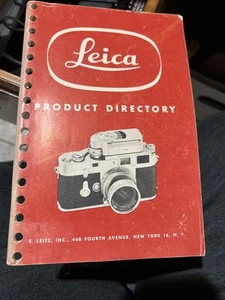 Leica
PRODUCT DIRECTORY
E. LEITZ, INC., 468 FOURTH AVENUE, NEW YORK 16, N. Y.